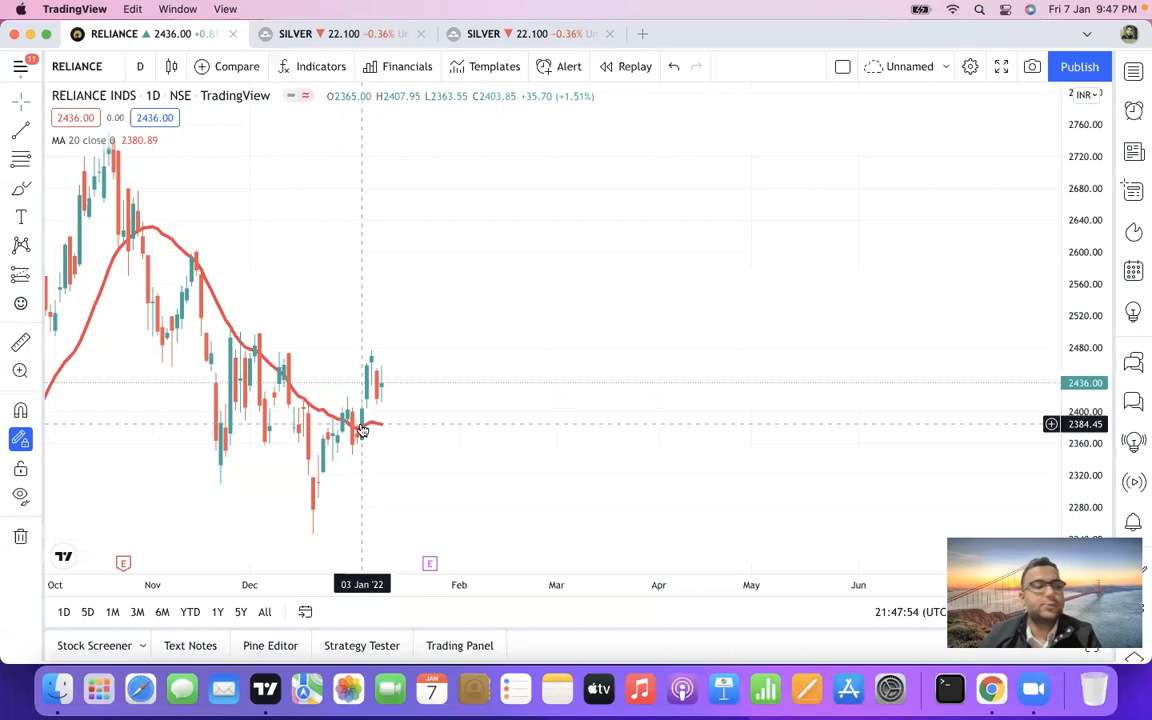 TradingView Edit Window View Fri 7 Jan 9:47 PM
RELIANCE ▲ 2436.00 +0.8 SILVER ▼ 22.100 −0.36% SILVER ▼ 22.100 −0.36%
11
RELIANCE D Compare Indicators Financials Templates Alert Replay Unnamed Publish
RELIANCE INDS · 1D · NSE · TradingView O2365.00 H2407.95 L2363.55 C2403.85 +35.70 (+1.51%)
INR
2436.00 0.00 2436.00
MA 20 close 0 2380.89
2760.00
2720.00
2680.00
2640.00
2600.00
2560.00
2520.00
2480.00
2436.00
2400.00
2384.45
2360.00
2320.00
2280.00
E E
Oct Nov Dec 03 Jan '22 Feb Mar Apr May Jun
1D 5D 1M 3M 6M YTD 1Y 5Y All 21:47:54 (UTC
Stock Screener Text Notes Pine Editor Strategy Tester Trading Panel
JAN
7
tv